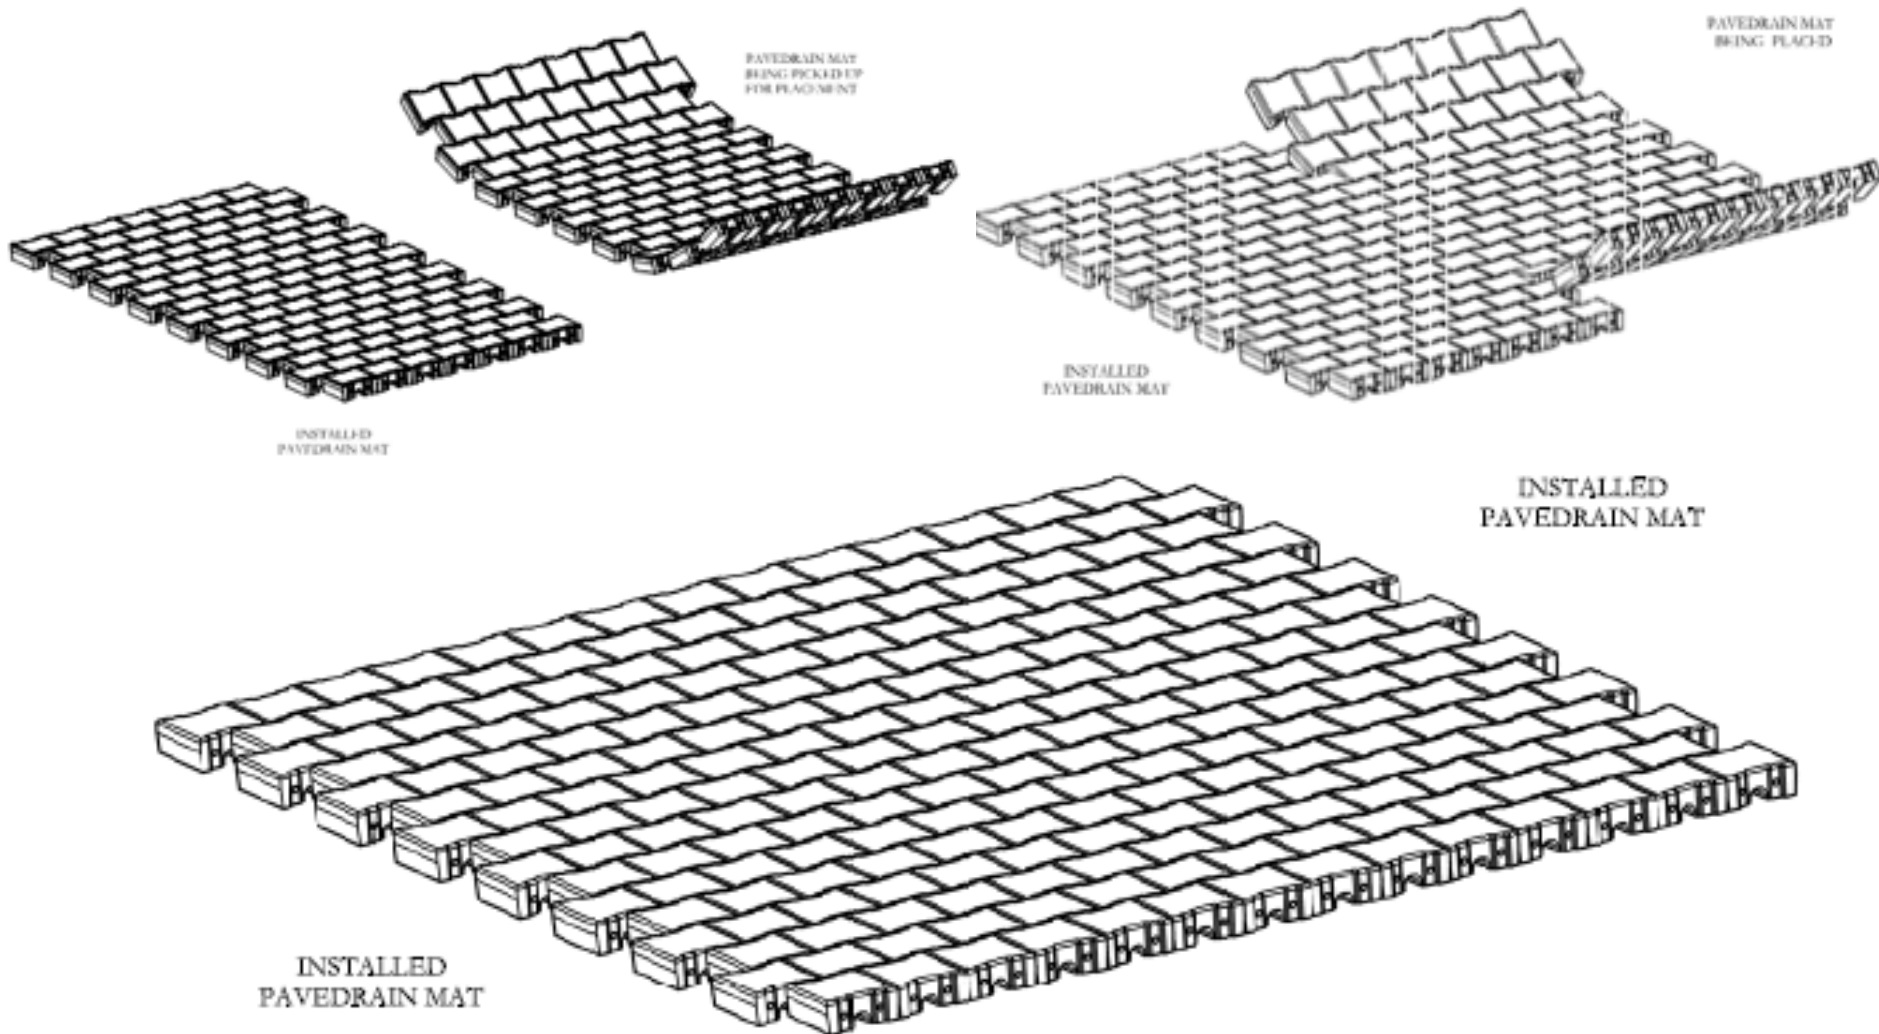 PAVEDRAIN MAT
BEING PICKED UP
FOR PLACEMENT
PAVEDRAIN MAT
BEING PLACED
INSTALLED
PAVEDRAIN MAT
INSTALLED
PAVEDRAIN MAT
INSTALLED
PAVEDRAIN MAT
INSTALLED
PAVEDRAIN MAT